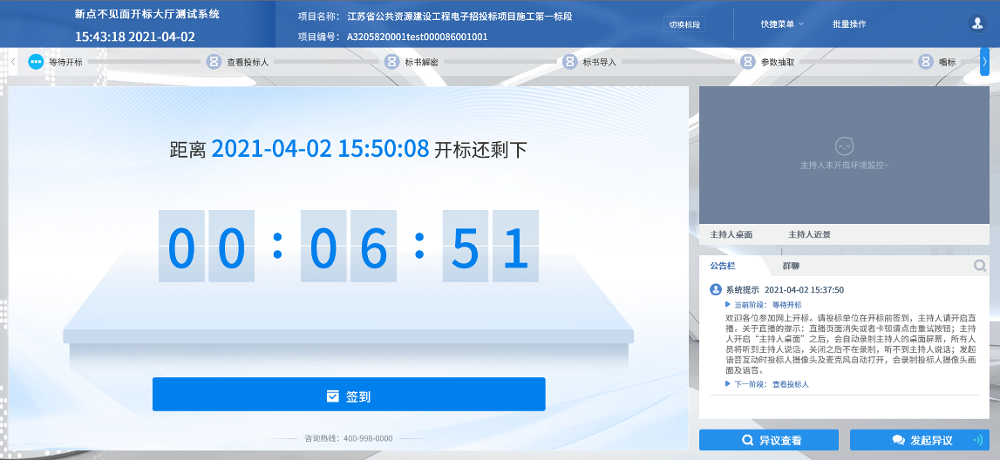 新点不见面开标大厅测试系统
15:43:18 2021-04-02
项目名称： 江苏省公共资源建设工程电子招投标项目施工第一标段
项目编号： A3205820001test000086001001
切换标段
快捷菜单
批量操作
等待开标
查看投标人
标书解密
标书导入
参数抽取
唱标
距离 2021-04-02 15:50:08 开标还剩下
00:06:51
签到
咨询热线：400-998-0000
主持人未开启环境监控~
主持人桌面
主持人近景
公告栏
群聊
系统提示 2021-04-02 15:37:50
当前阶段： 等待开标
欢迎各位参加网上开标。请投标单位在开标前签到，主持人请开启直
播。关于直播的提示：直播页面消失或者卡顿请点击重试按钮；主持
人开启“主持人桌面”之后，会自动录制主持人的桌面屏幕，所有人
员将听到主持人说话，关闭之后不在录制，听不到主持人说话；发起
语音互动时投标人摄像头及麦克风自动打开，会录制投标人摄像头画
面及语音。
下一阶段： 查看投标人
异议查看
发起异议